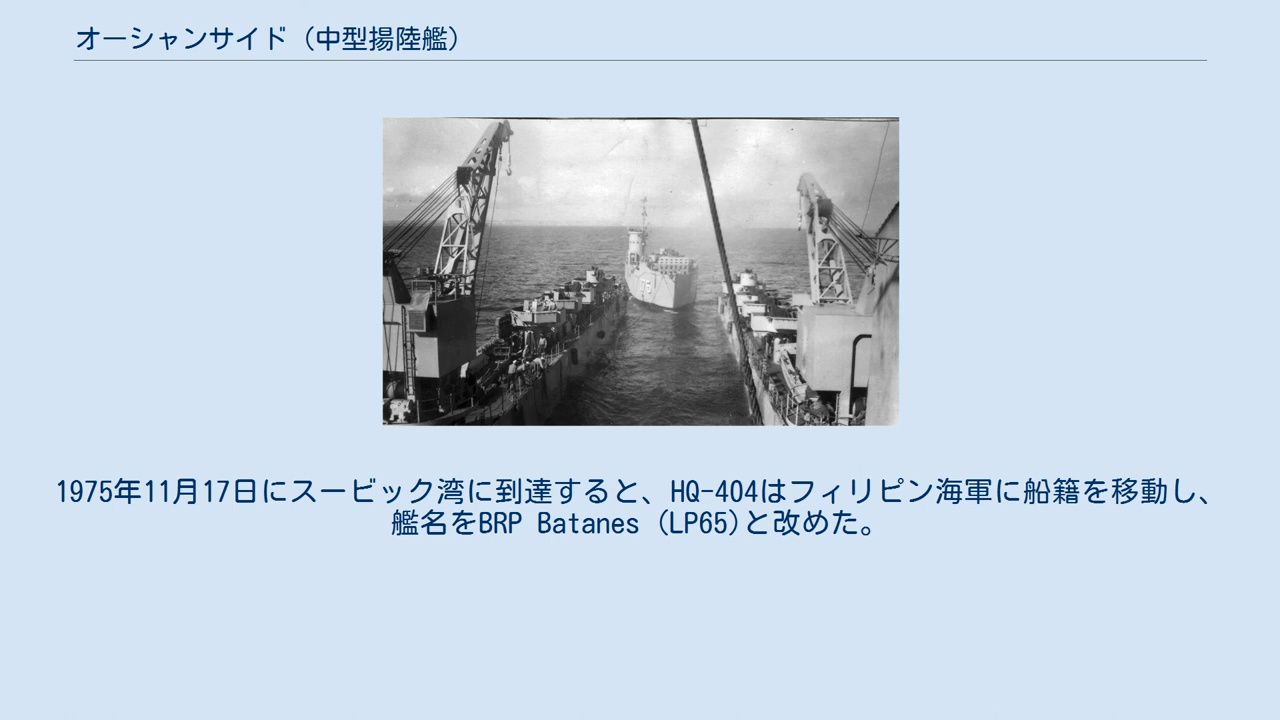 オーシャンサイド（中型揚陸艦）
175
1975年11月17日にスービック湾に到達すると、HQ-404はフィリピン海軍に船籍を移動し、
艦名をBRP Batanes (LP65)と改めた。